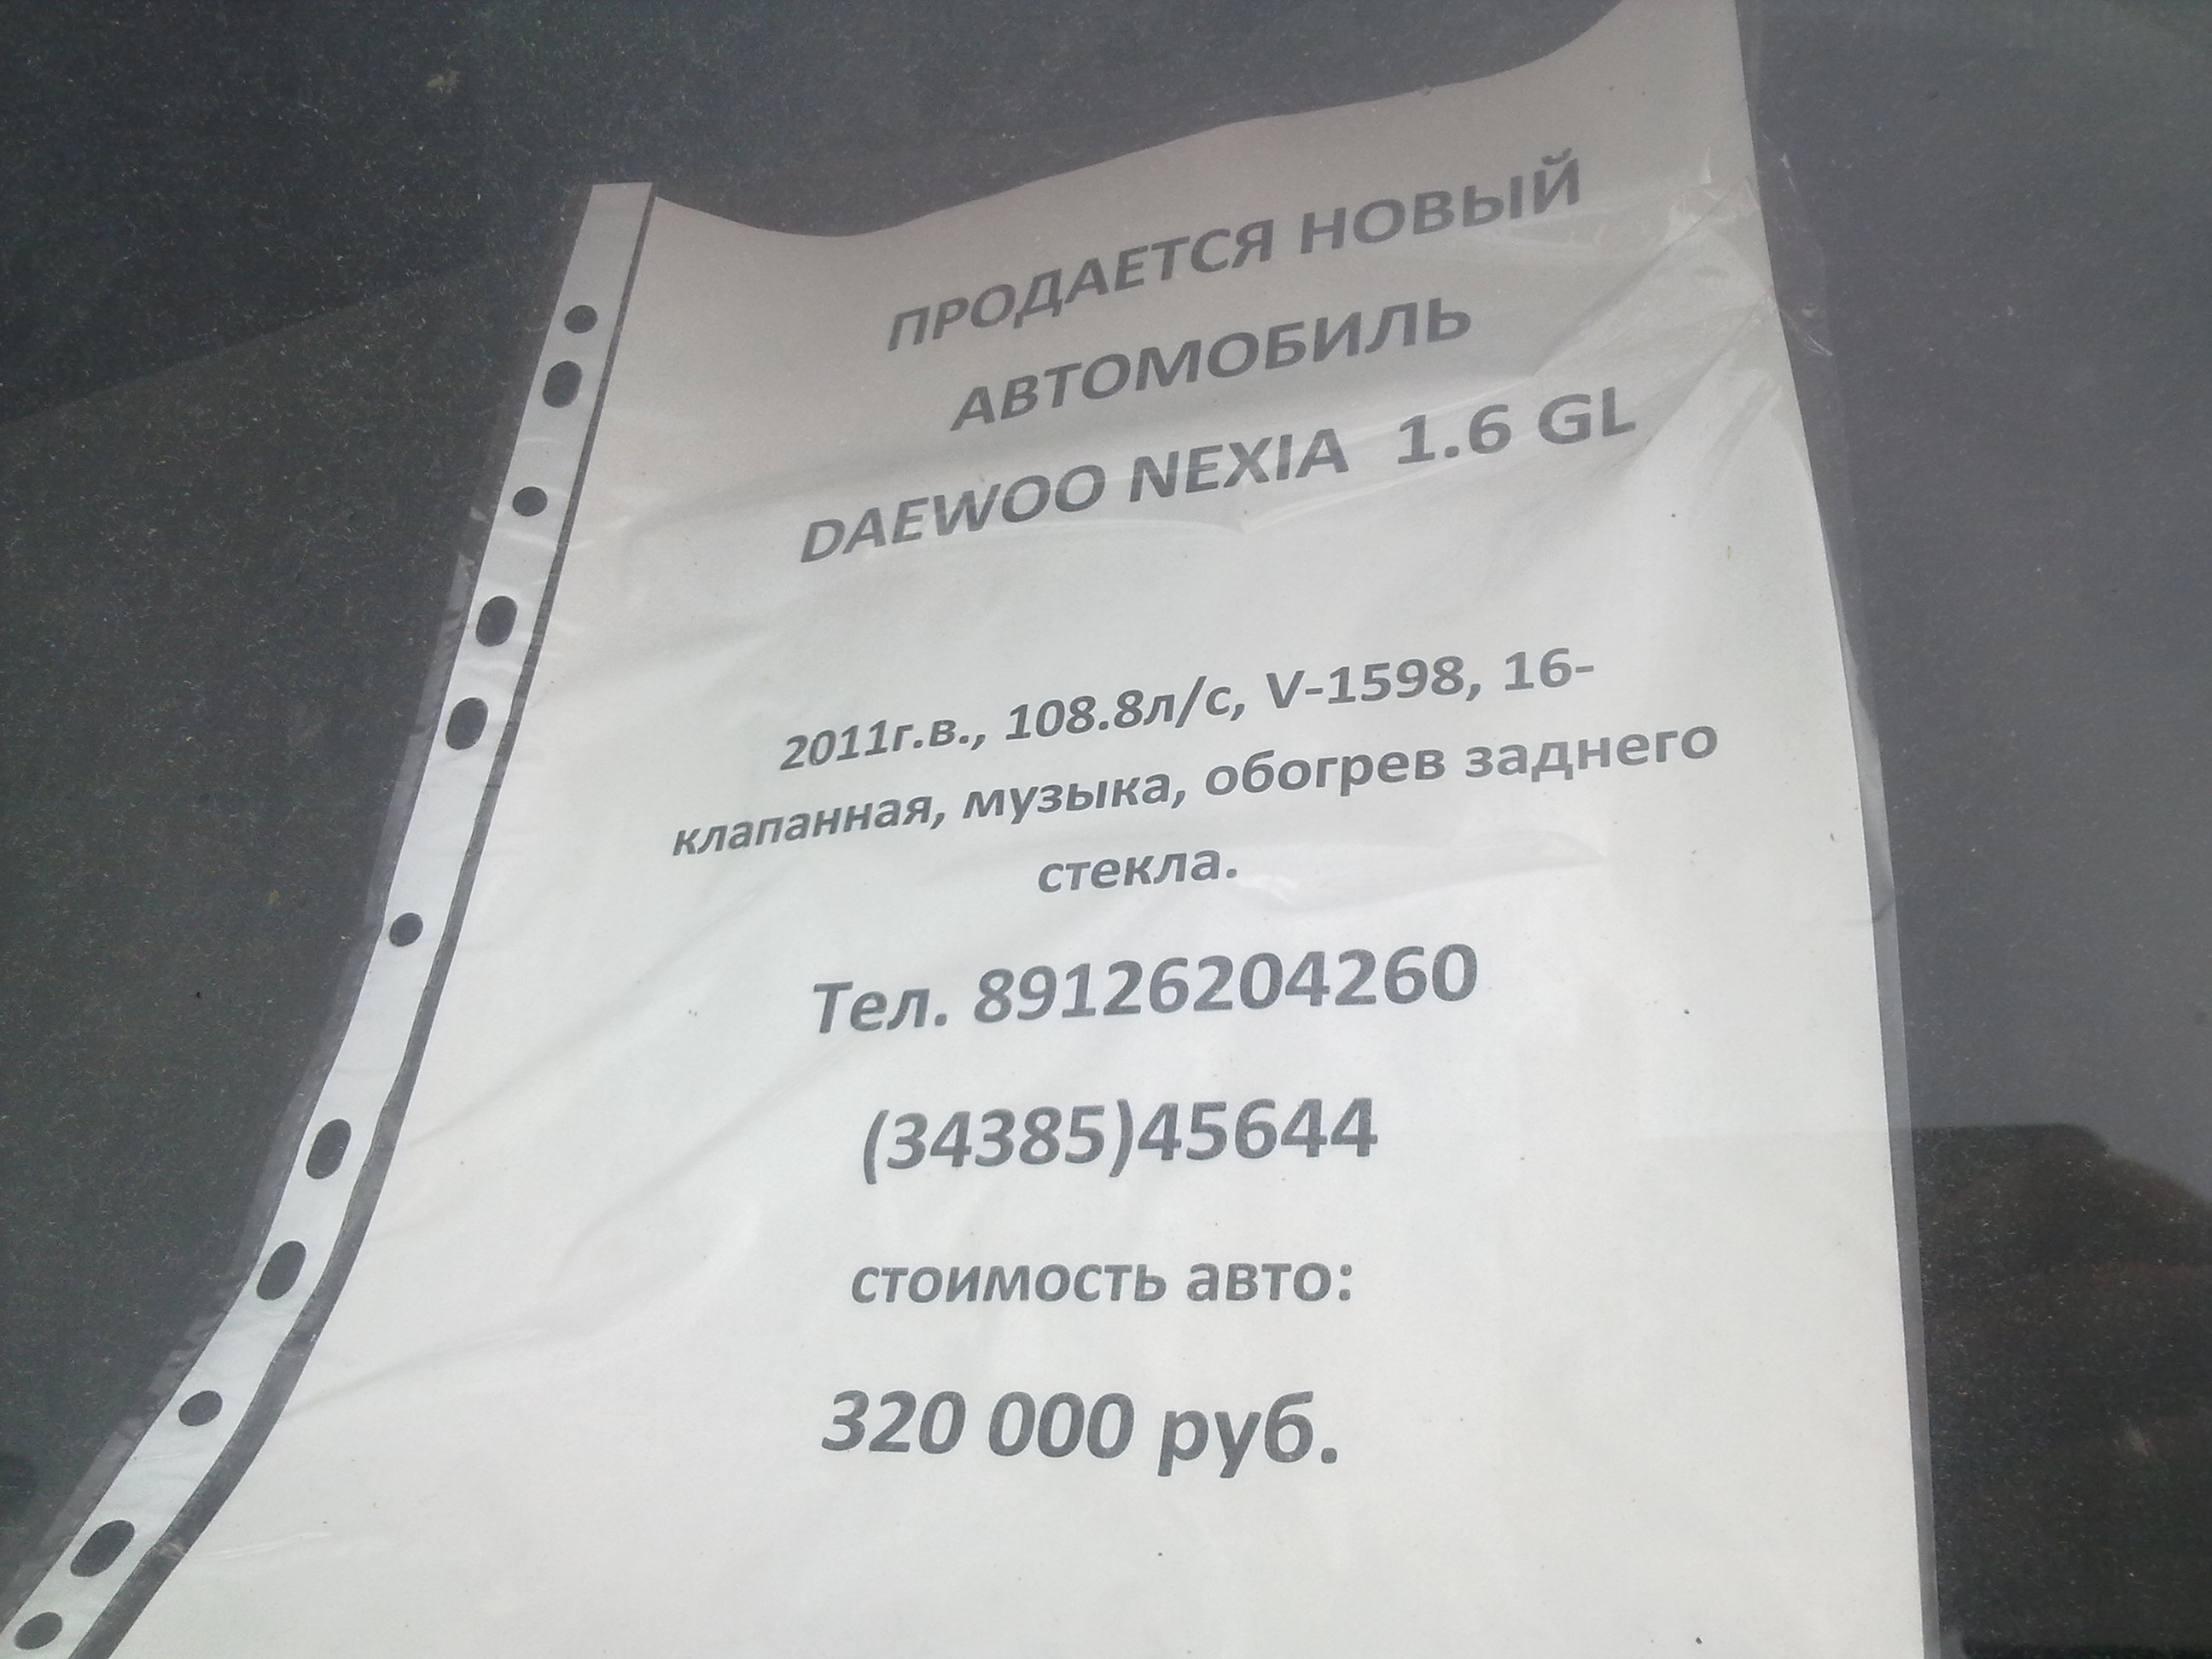 ПРОДАЕТСЯ НОВЫЙ
АВТОМОБИЛЬ
DAEWOO NEXIA 1.6 GL
2011г.в., 108.8л/с, V-1598, 16-
клапанная, музыка, обогрев заднего
стекла.
Тел. 89126204260
(34385)45644
стоимость авто:
320 000 руб.